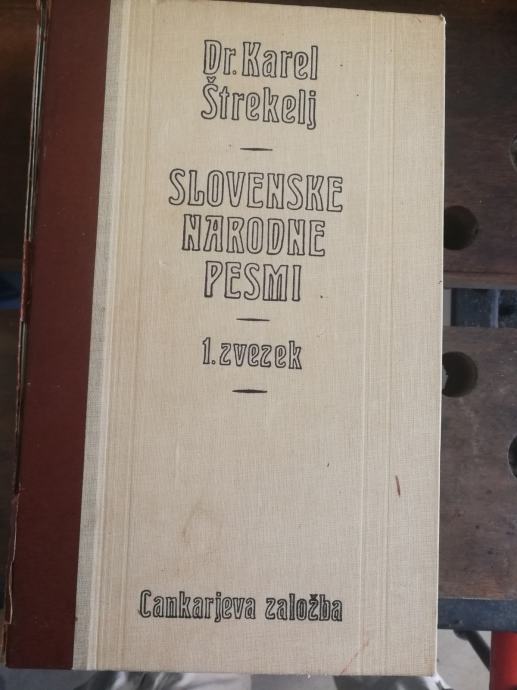 Dr. Karel
Štrekelj
SLOVENSKE
NARODNE
PESMI
1. zvezek
Cankarjeva založba